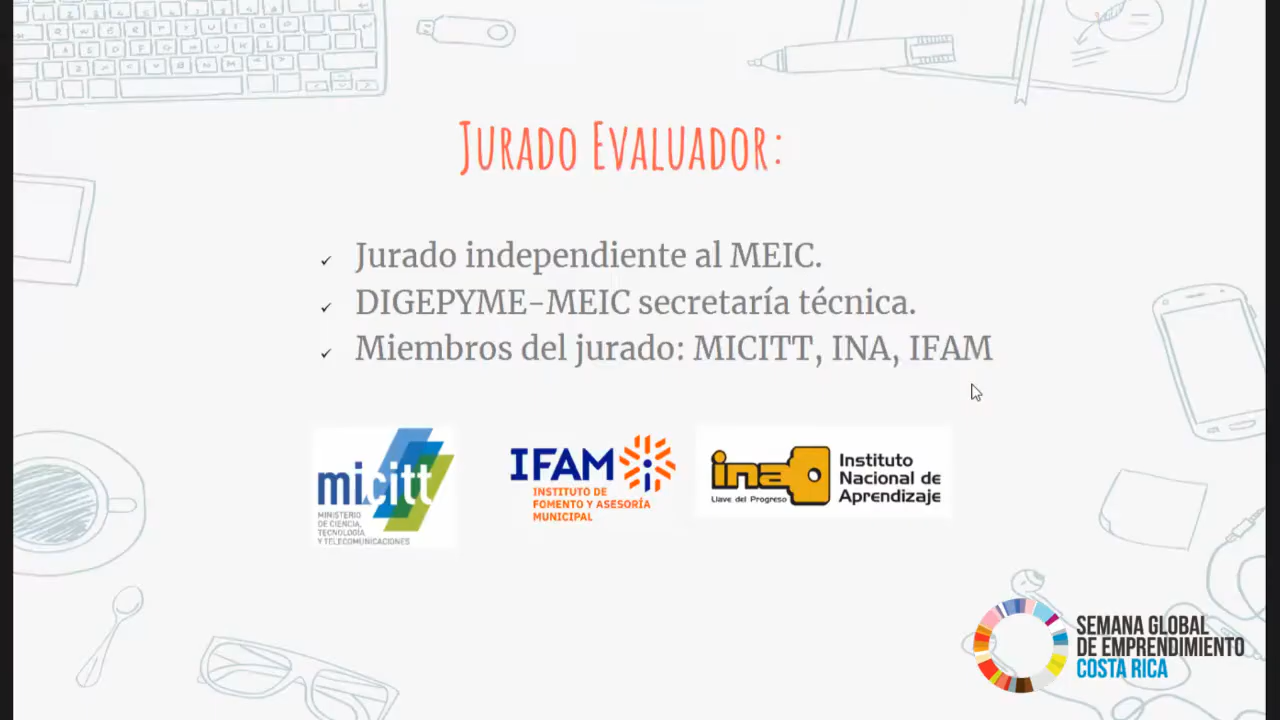 Jurado Evaluador:
✓ Jurado independiente al MEIC.
✓ DIGEPYME-MEIC secretaría técnica.
✓ Miembros del jurado: MICITT, INA, IFAM
micitt
MINISTERIO
DE CIENCIA,
TECNOLOGÍA
Y TELECOMUNICACIONES
IFAM
INSTITUTO DE
FOMENTO Y ASESORÍA
MUNICIPAL
ina
Llave del Progreso
Instituto
Nacional de
Aprendizaje
SEMANA GLOBAL
DE EMPRENDIMIENTO
COSTA RICA